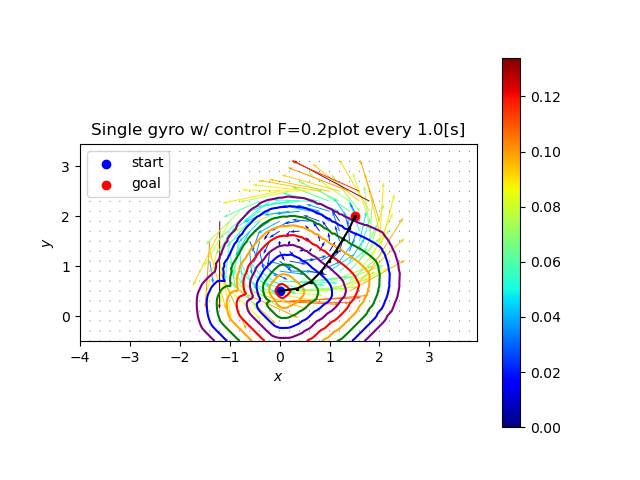 Single gyro w/ control F=0.2plot every 1.0[s]
start
goal
3
2
1
0
y
−4 −3 −2 −1 0 1 2 3
x
0.12
0.10
0.08
0.06
0.04
0.02
0.00